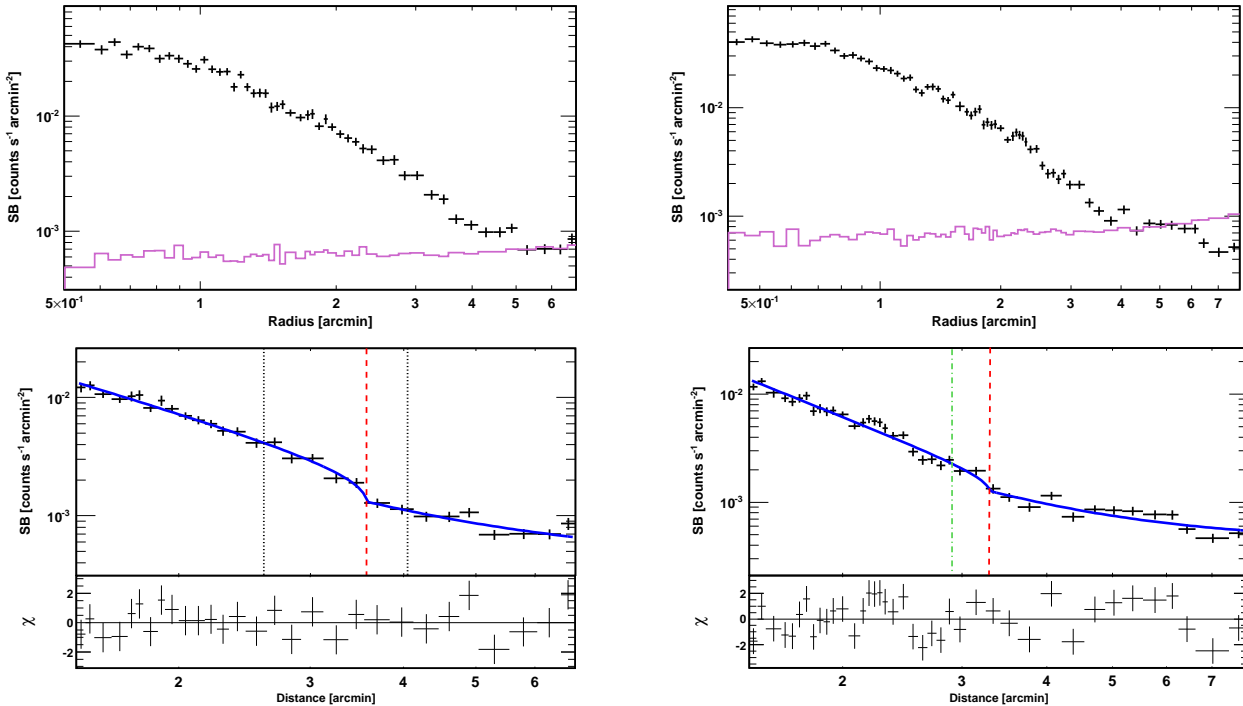 10⁻²
10⁻³
SB [counts s⁻¹ arcmin⁻²]
5×10⁻¹ 1 2 3 4 5 6
Radius [arcmin]
10⁻²
10⁻³
SB [counts s⁻¹ arcmin⁻²]
5×10⁻¹ 1 2 3 4 5 6 7
Radius [arcmin]
10⁻²
10⁻³
SB [counts s⁻¹ arcmin⁻²]
2
0
-2
χ
2 3 4 5 6
Distance [arcmin]
10⁻²
10⁻³
SB [counts s⁻¹ arcmin⁻²]
2
0
-2
χ
2 3 4 5 6 7
Distance [arcmin]